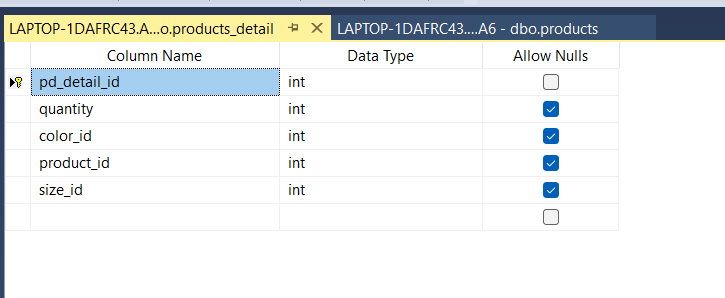 LAPTOP-1DAFRC43.A...o.products_detail LAPTOP-1DAFRC43....A6 - dbo.products
Column Name Data Type Allow Nulls
pd_detail_id int
quantity int
color_id int
product_id int
size_id int